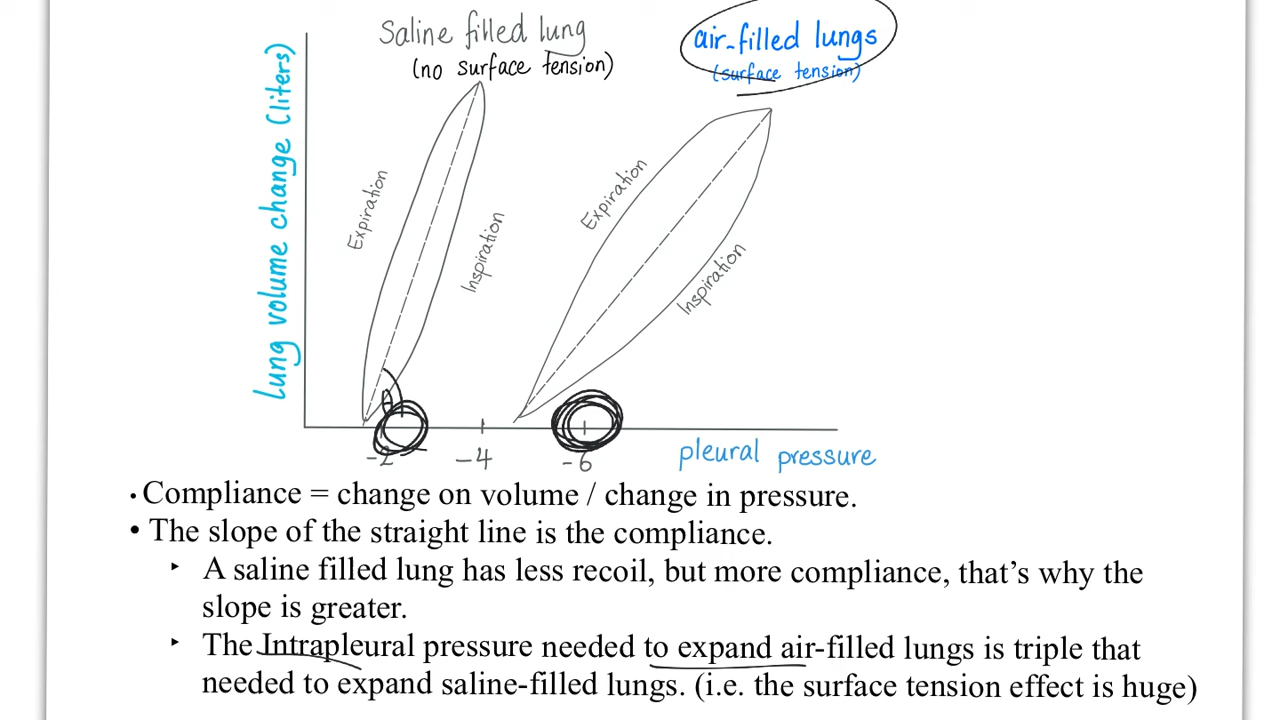 Saline filled lung
(no surface tension)
air-filled lungs
(surface tension)
Lung volume change (liters)
Expiration
Inspiration
Expiration
Inspiration
θ
-2
-4
-6
pleural pressure
• Compliance = change on volume / change in pressure.
• The slope of the straight line is the compliance.
‣ A saline filled lung has less recoil, but more compliance, that’s why the
slope is greater.
‣ The Intrapleural pressure needed to expand air-filled lungs is triple that
needed to expand saline-filled lungs. (i.e. the surface tension effect is huge)